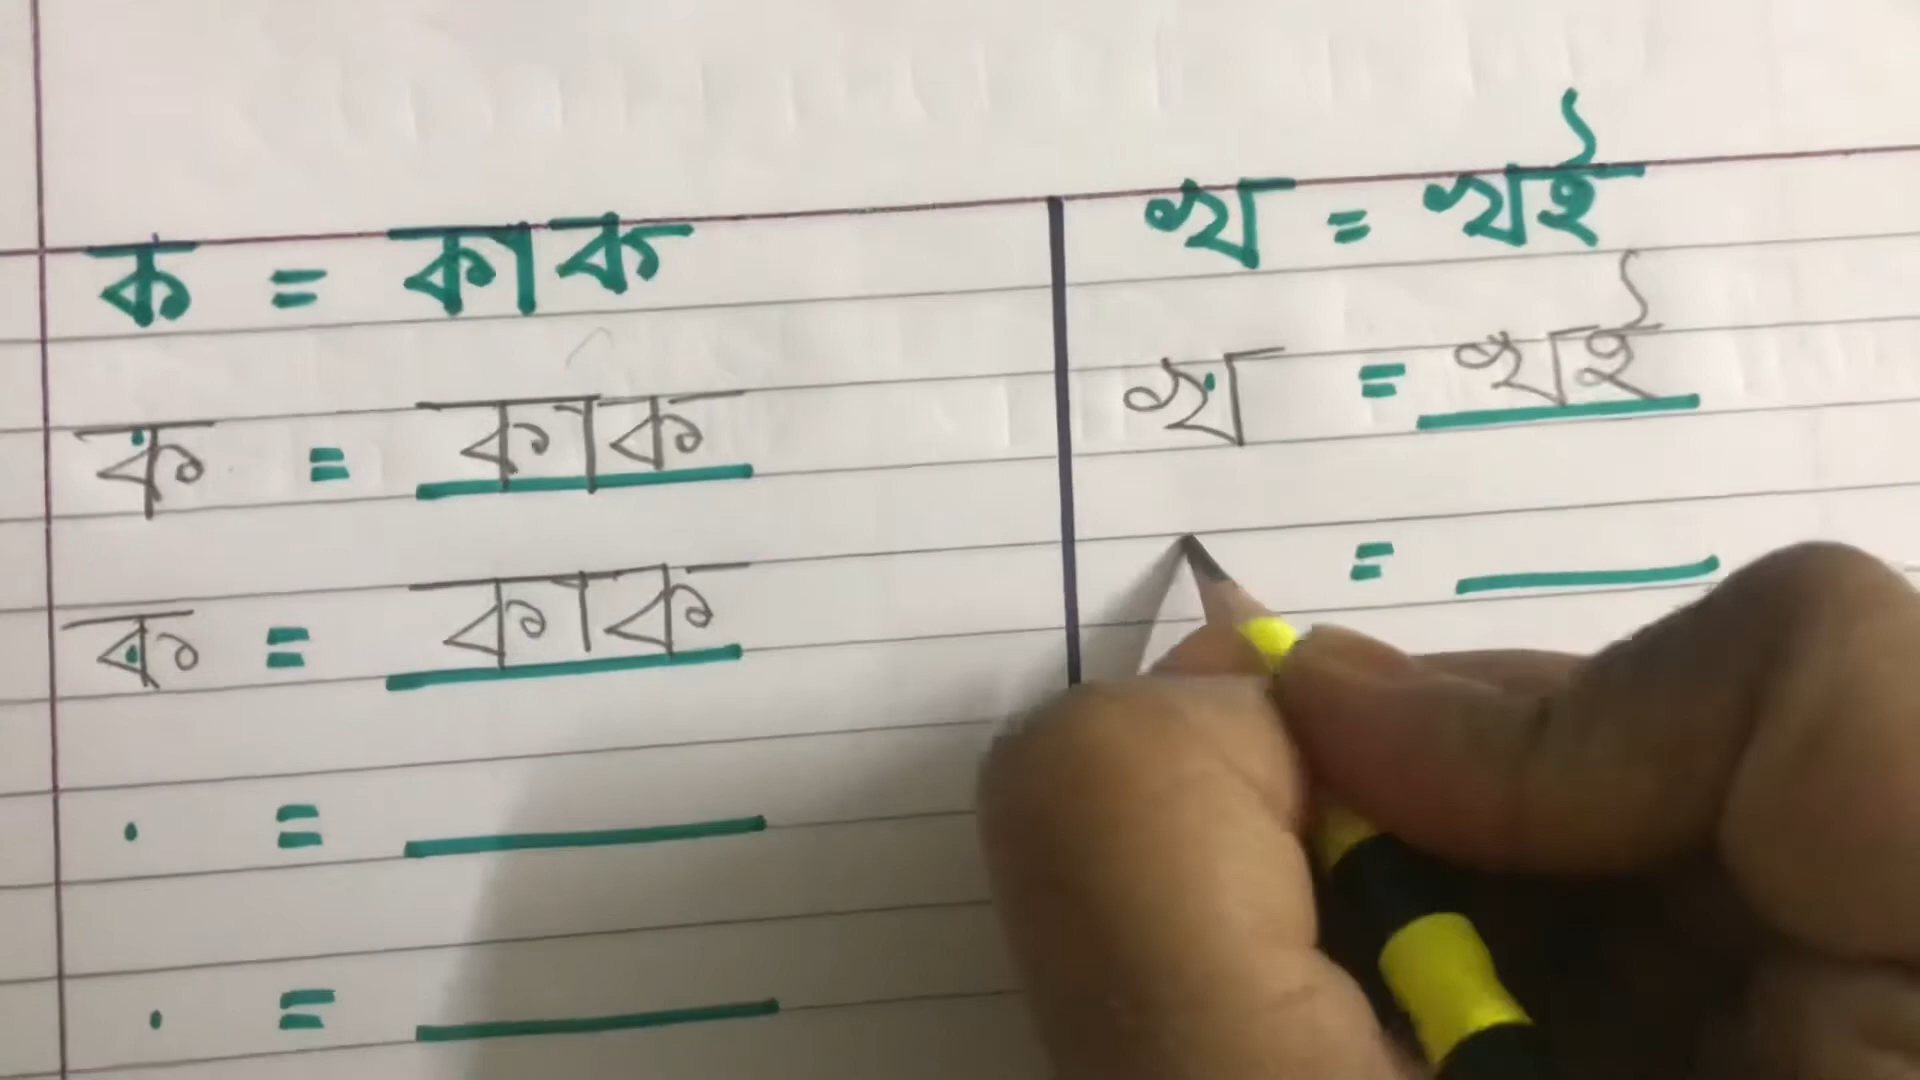 ক = কাক
ক = কাক
ক = কাক
. =
. =
খ = খই
খ = খই
=